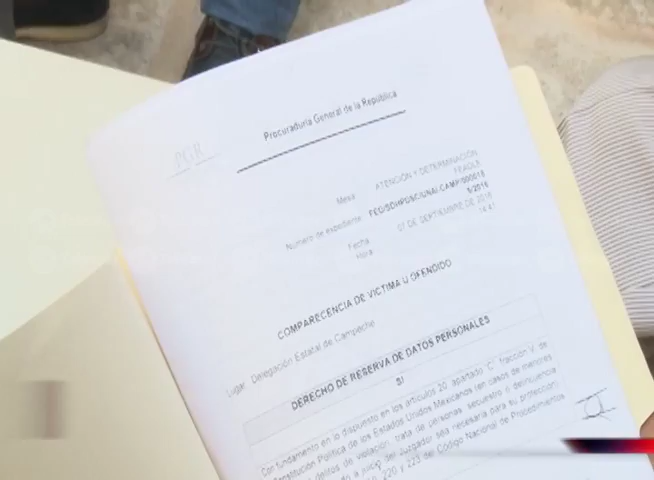 Procuraduría General de la República
PGR
Mesa ATENCIÓN Y DETERMINACIÓN
Número de expediente
Fecha 01 DE SEPTIEMBRE DE
Hora
COMPARECENCIA DE VICTIMA U OFENDIDO
Lugar Delegación Estatal de Campeche
DERECHO DE RESERVA DE DATOS PERSONALES
SI
Con fundamento en lo dispuesto en los artículos 20 apartado C fracción V, de
Constitución Política de los Estados Unidos Mexicanos (en casos de menores
delitos de violación, trata de personas, secuestro o delincuencia
a juicio del Juzgador sea necesaria para su protección)
220 y 223 del Código Nacional de Procedimientos